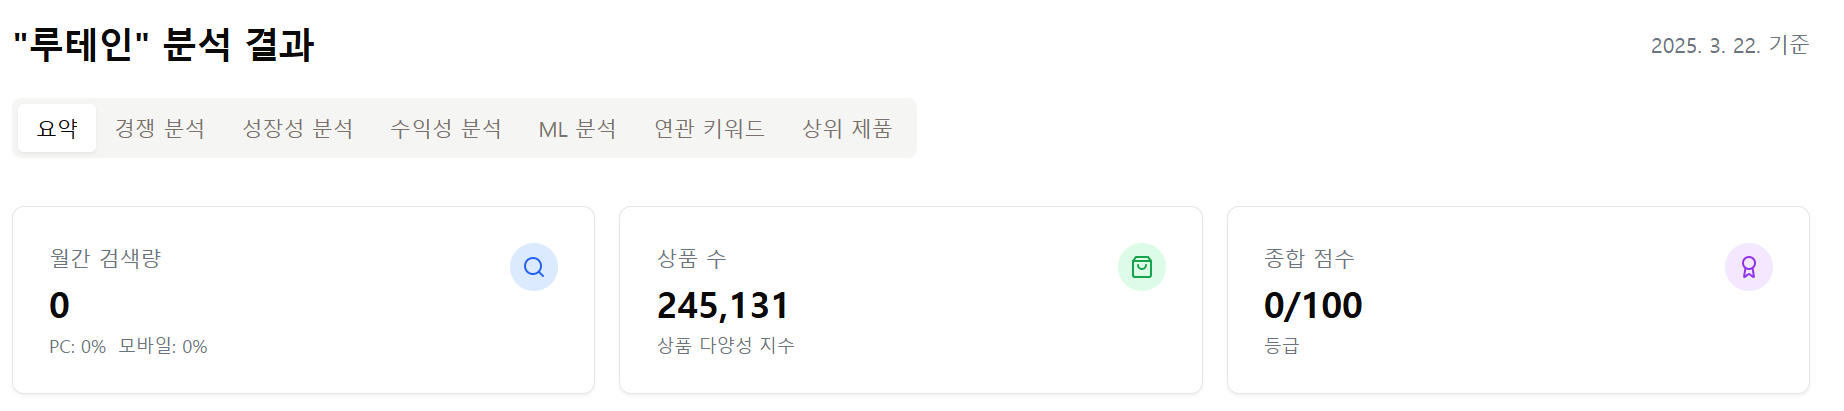 "루테인" 분석 결과
2025. 3. 22. 기준
요약 경쟁 분석 성장성 분석 수익성 분석 ML 분석 연관 키워드 상위 제품
월간 검색량
0
PC: 0% 모바일: 0%
상품 수
245,131
상품 다양성 지수
종합 점수
0/100
등급